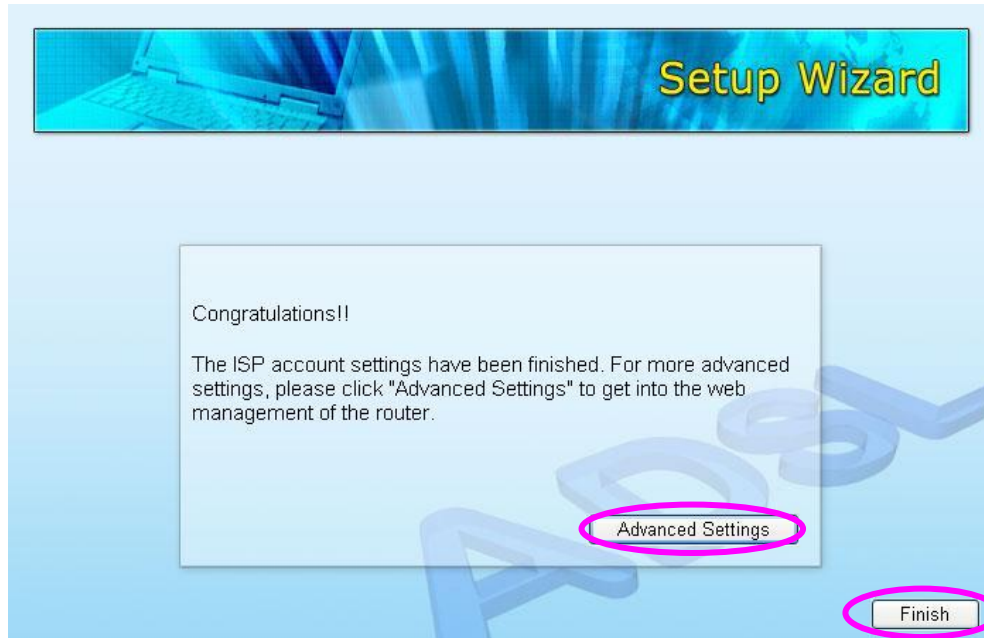 Setup Wizard
Congratulations!!
The ISP account settings have been finished. For more advanced
settings, please click "Advanced Settings" to get into the web
management of the router.
ADSL
Advanced Settings
Finish